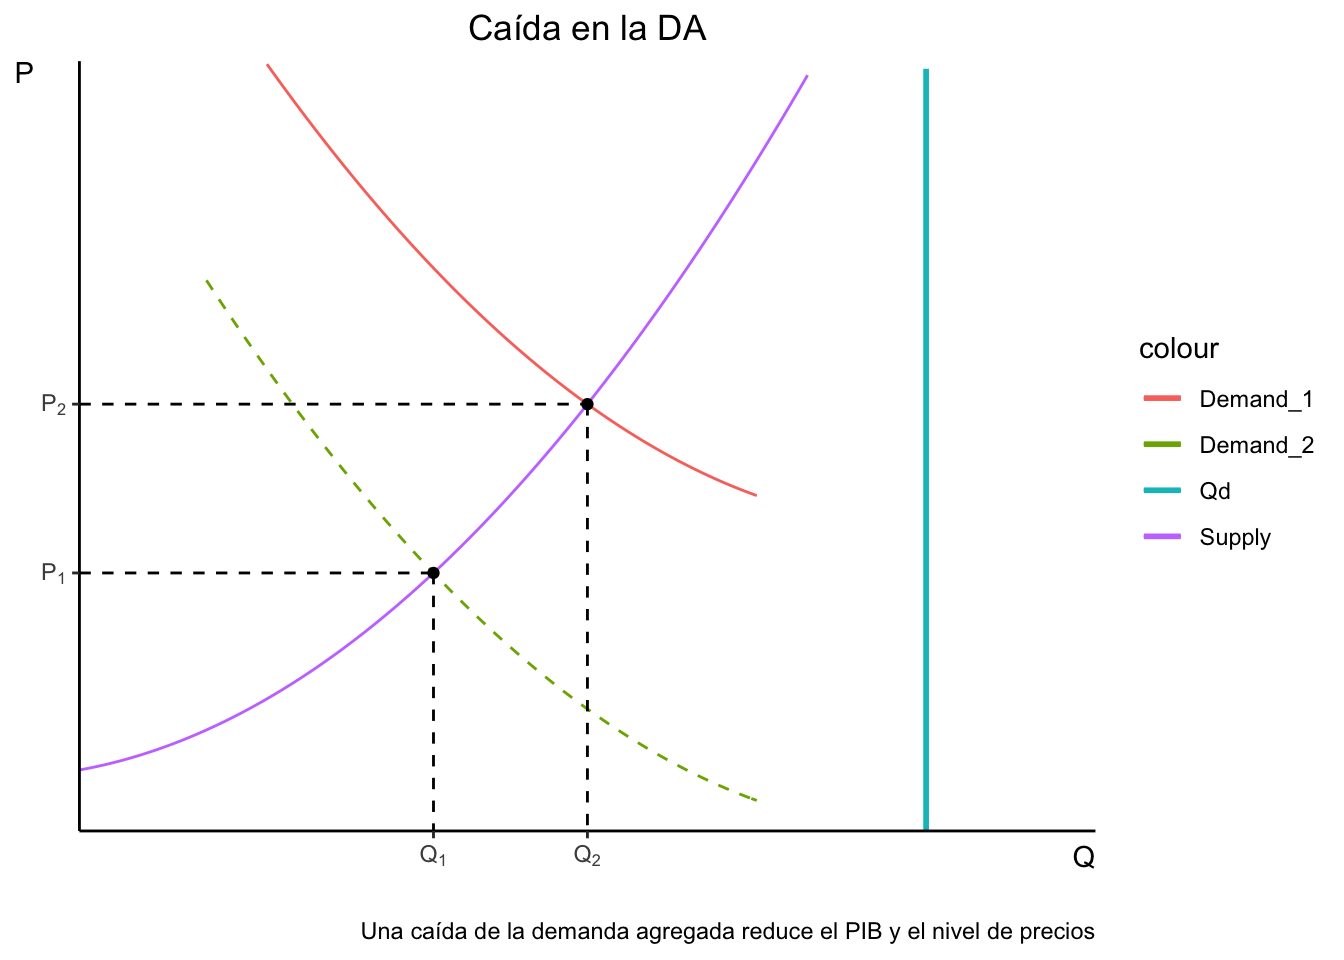 Caída en la DA
P
P₂
P₁
Q₁
Q₂
Q
colour
Demand_1
Demand_2
Qd
Supply
Una caída de la demanda agregada reduce el PIB y el nivel de precios